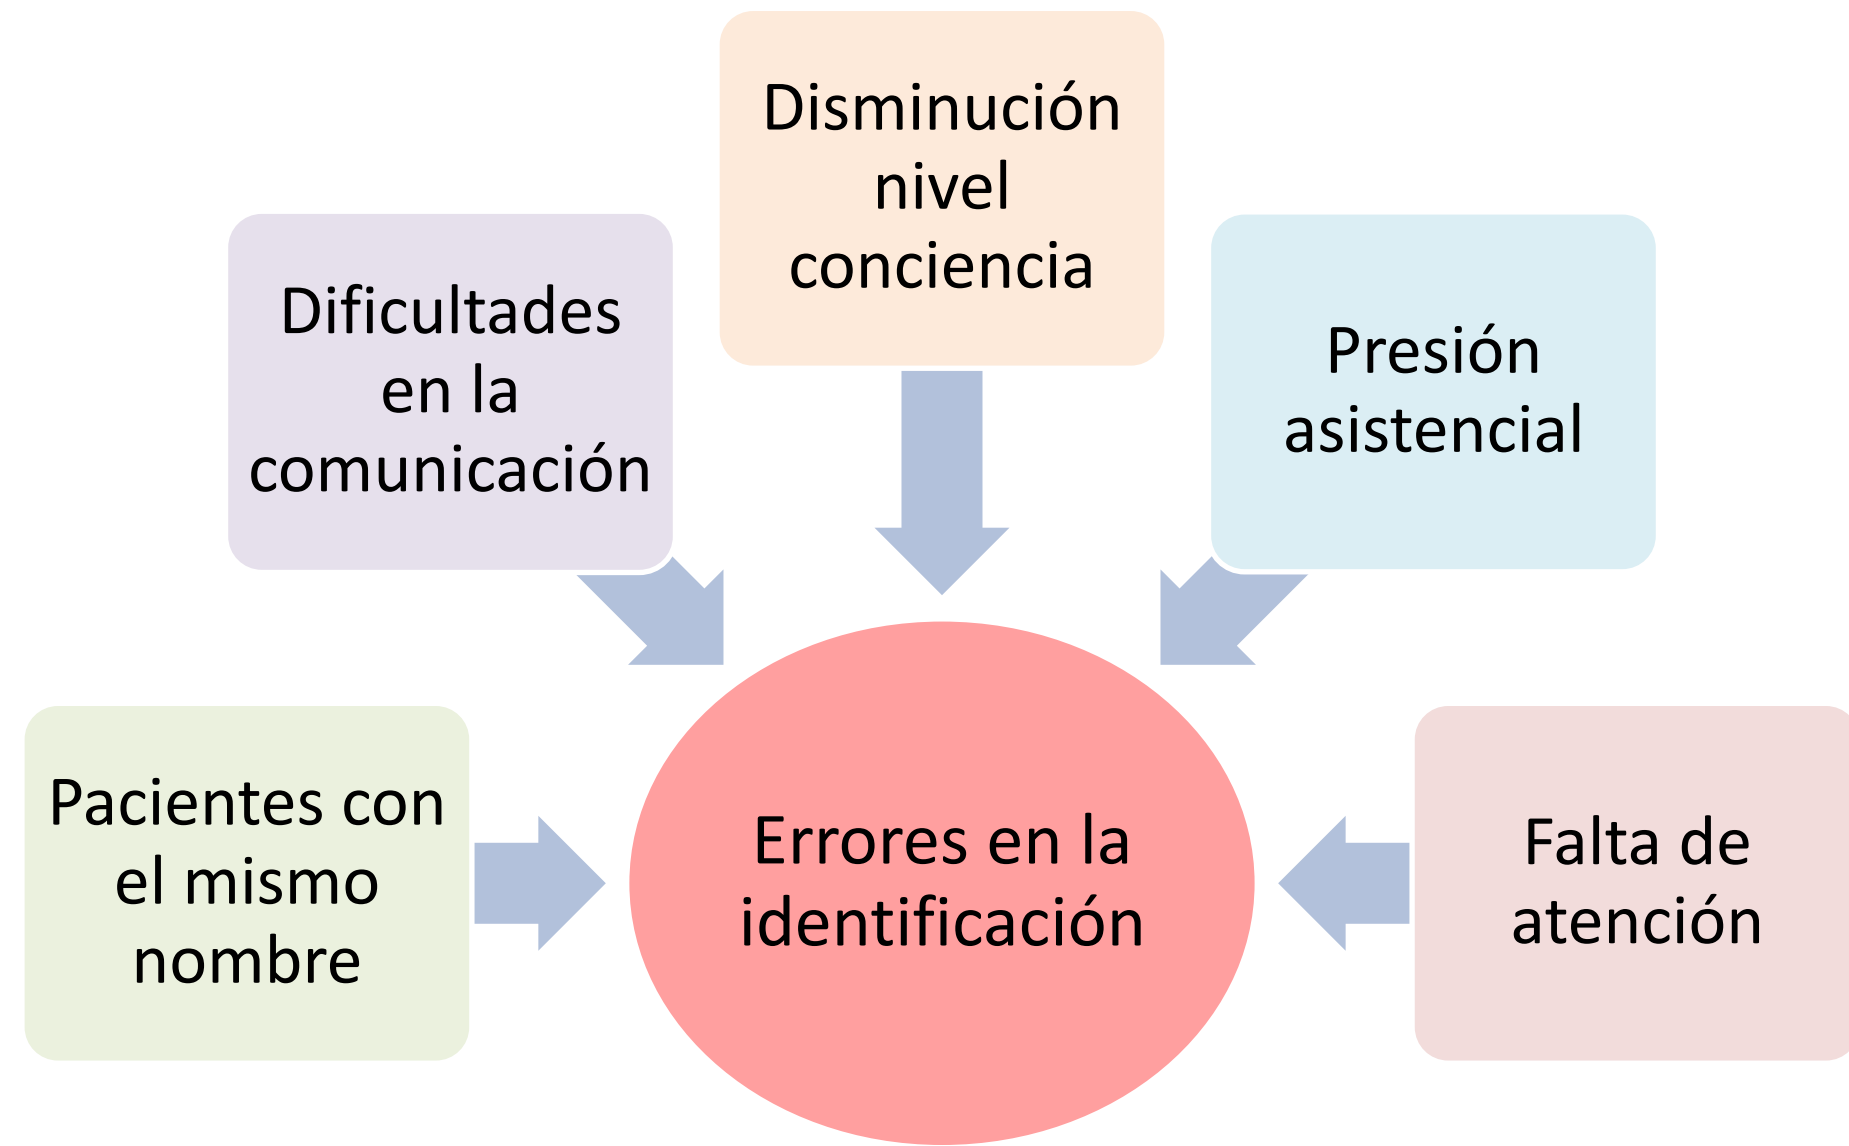 Disminución
nivel
conciencia
Dificultades
en la
comunicación
Presión
asistencial
Pacientes con
el mismo
nombre
Errores en la
identificación
Falta de
atención